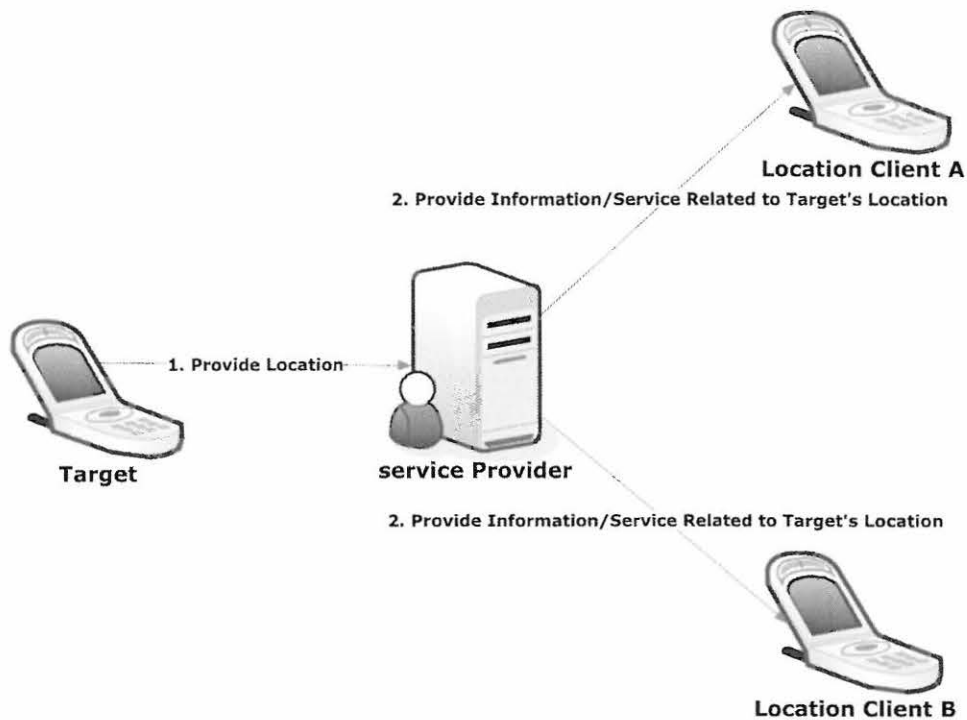 Location Client A
2. Provide Information/Service Related to Target's Location
1. Provide Location
Target
service Provider
2. Provide Information/Service Related to Target's Location
Location Client B